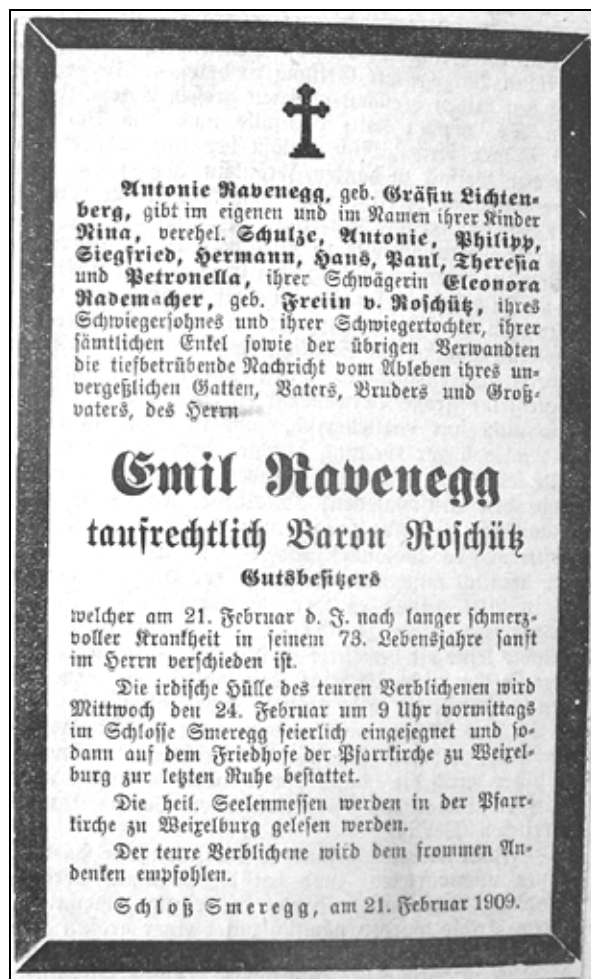 Antonie Ravenegg, geb. Gräfin Lichten-
berg, gibt im eigenen und im Namen ihrer Kinder
Nina, verehel. Schulze, Antonie, Philipp,
Siegfried, Hermann, Hans, Paul, Theresia
und Petronella, ihrer Schwägerin Eleonora
Rademacher, geb. Freiin v. Roschütz, ihres
Schwiegersohnes und ihrer Schwiegertochter, ihrer
sämtlichen Enkel sowie der übrigen Verwandten
die tiefbetrübende Nachricht vom Ableben ihres un-
vergeßlichen Gatten, Vaters, Bruders und Groß-
vaters, des Herrn
Emil Ravenegg
taufrechtlich Baron Roschütz
Gutsbesitzers
welcher am 21. Februar d. J. nach langer schmerz-
voller Krankheit in seinem 73. Lebensjahre sanft
im Herrn verschieden ist.
Die irdische Hülle des teuren Verblichenen wird
Mittwoch den 24. Februar um 9 Uhr vormittags
im Schlosse Smeregg feierlich eingesegnet und so-
dann auf dem Friedhofe der Pfarrkirche zu Weixel-
burg zur letzten Ruhe bestattet.
Die heil. Seelenmessen werden in der Pfarr-
kirche zu Weixelburg gelesen werden.
Der teure Verblichene wird dem frommen An-
denken empfohlen.
Schloß Smeregg, am 21. Februar 1909.